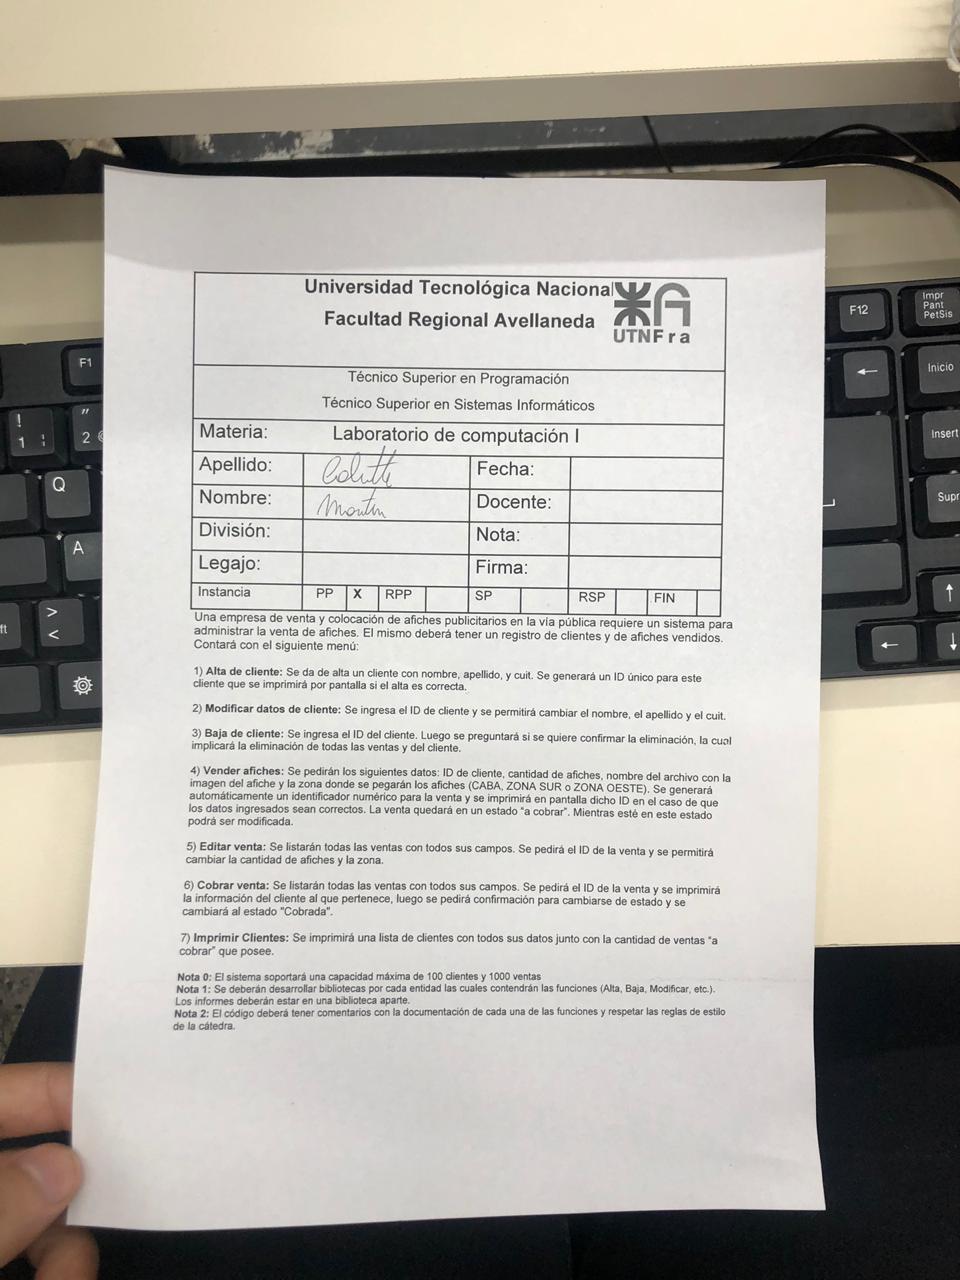 Universidad Tecnológica Nacional
Facultad Regional Avellaneda
UTNFra
Técnico Superior en Programación
Técnico Superior en Sistemas Informáticos
Materia: Laboratorio de computación I
Apellido: Fecha:
Nombre: Martin Docente:
División: Nota:
Legajo: Firma:
Instancia PP X RPP SP RSP FIN
Una empresa de venta y colocación de afiches publicitarios en la vía pública requiere un sistema para
administrar la venta de afiches. El mismo deberá tener un registro de clientes y de afiches vendidos.
Contará con el siguiente menú:
1) Alta de cliente: Se da de alta un cliente con nombre, apellido, y cuit. Se generará un ID único para este
cliente que se imprimirá por pantalla si el alta es correcta.
2) Modificar datos de cliente: Se ingresa el ID de cliente y se permitirá cambiar el nombre, el apellido y el cuit.
3) Baja de cliente: Se ingresa el ID del cliente. Luego se preguntará si se quiere confirmar la eliminación, la cual
implicará la eliminación de todas las ventas y del cliente.
4) Vender afiches: Se pedirán los siguientes datos: ID de cliente, cantidad de afiches, nombre del archivo con la
imagen del afiche y la zona donde se pegarán los afiches (CABA, ZONA SUR o ZONA OESTE). Se generará
automáticamente un identificador numérico para la venta y se imprimirá en pantalla dicho ID en el caso de que
los datos ingresados sean correctos. La venta quedará en un estado "a cobrar". Mientras esté en este estado
podrá ser modificada.
5) Editar venta: Se listarán todas las ventas con todos sus campos. Se pedirá el ID de la venta y se permitirá
cambiar la cantidad de afiches y la zona.
6) Cobrar venta: Se listarán todas las ventas con todos sus campos. Se pedirá el ID de la venta y se imprimirá
la información del cliente al que pertenece, luego se pedirá confirmación para cambiarse de estado y se
cambiará al estado "Cobrada".
7) Imprimir Clientes: Se imprimirá una lista de clientes con todos sus datos junto con la cantidad de ventas "a
cobrar" que posee.
Nota 0: El sistema soportará una capacidad máxima de 100 clientes y 1000 ventas
Nota 1: Se deberán desarrollar bibliotecas por cada entidad las cuales contendrán las funciones (Alta, Baja, Modificar, etc.).
Los informes deberán estar en una biblioteca aparte.
Nota 2: El código deberá tener comentarios con la documentación de cada una de las funciones y respetar las reglas de estilo
de la cátedra.
F1
! 1
" 2
Q
A
> <
F12
Impr
Pant
PetSis
Inicio
Insert
Supr